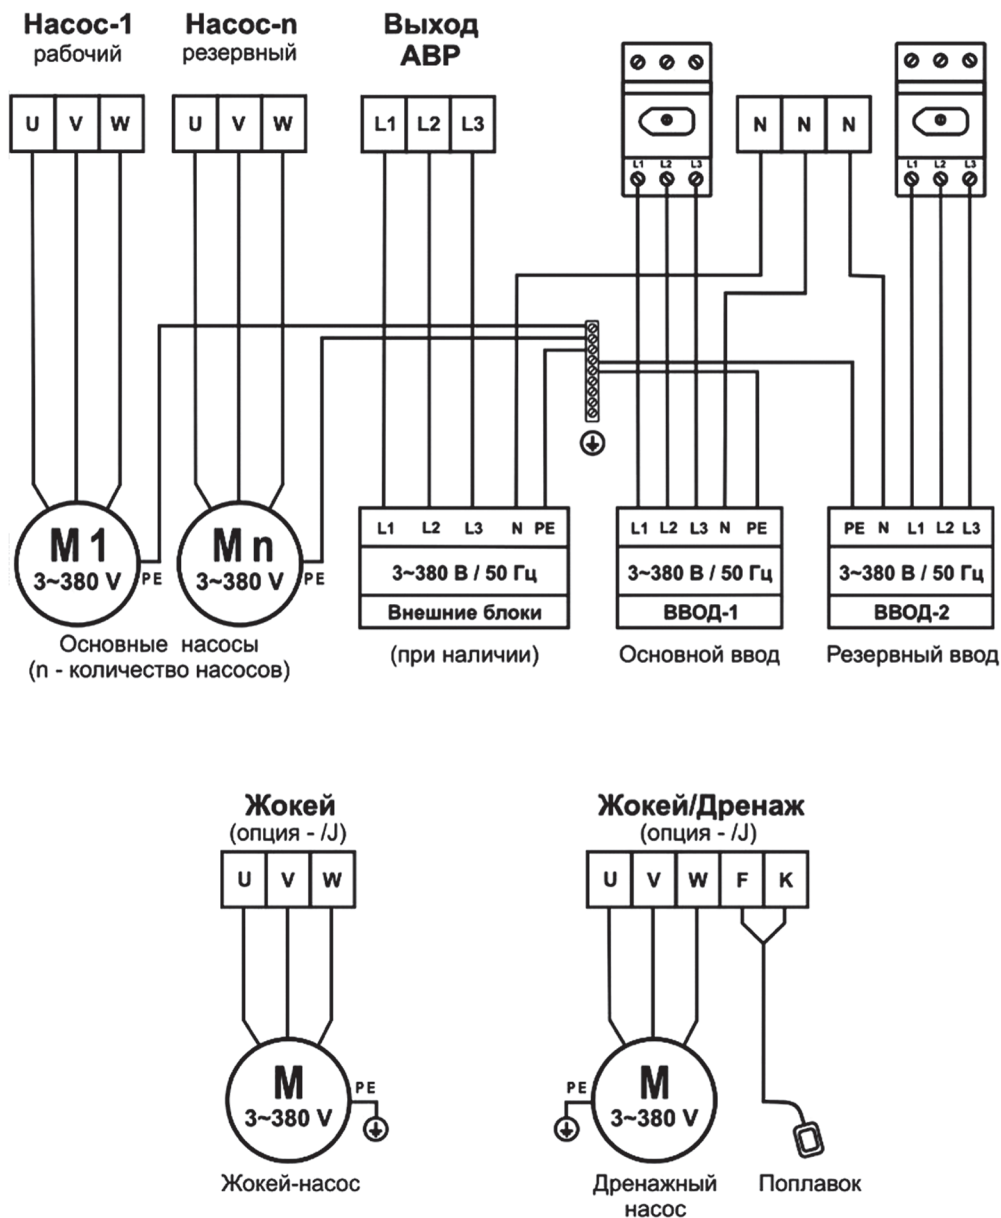 Насос-1
рабочий
Насос-n
резервный
Выход
АВР
U V W
U V W
L1 L2 L3
L1 L2 L3
N N N
L1 L2 L3
M 1
3~380 V
PE
M n
3~380 V
PE
Основные насосы
(n - количество насосов)
L1 L2 L3 N PE
3~380 В / 50 Гц
Внешние блоки
(при наличии)
L1 L2 L3 N PE
3~380 В / 50 Гц
ВВОД-1
Основной ввод
PE N L1 L2 L3
3~380 В / 50 Гц
ВВОД-2
Резервный ввод
Жокей
(опция - /J)
U V W
M
3~380 V
PE
Жокей-насос
Жокей/Дренаж
(опция - /J)
U V W F K
PE
M
3~380 V
Дренажный
насос
Поплавок